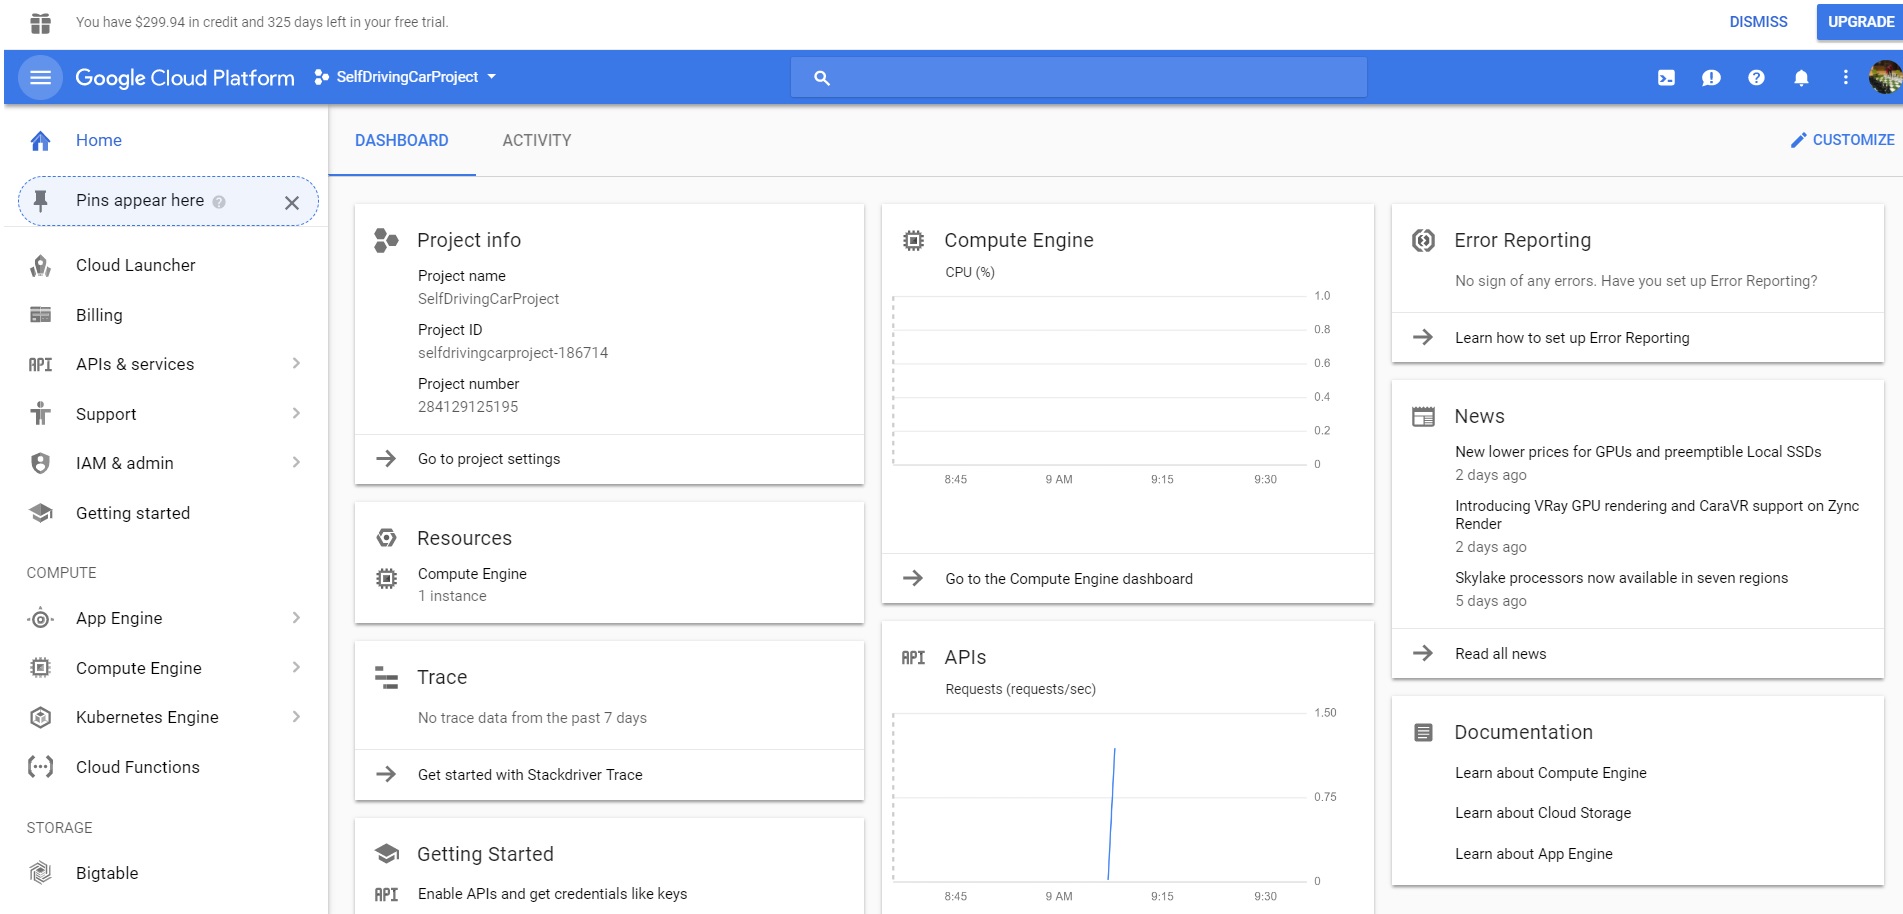 You have $299.94 in credit and 325 days left in your free trial.
DISMISS
UPGRADE
Google Cloud Platform
SelfDrivingCarProject
Home
Pins appear here
Cloud Launcher
Billing
API
APIs & services
Support
IAM & admin
Getting started
COMPUTE
App Engine
Compute Engine
Kubernetes Engine
Cloud Functions
STORAGE
Bigtable
DASHBOARD
ACTIVITY
CUSTOMIZE
Project info
Project name
SelfDrivingCarProject
Project ID
selfdrivingcarproject-186714
Project number
284129125195
Go to project settings
Resources
Compute Engine
1 instance
Trace
No trace data from the past 7 days
Get started with Stackdriver Trace
Getting Started
API
Enable APIs and get credentials like keys
Compute Engine
CPU (%)
1.0
0.8
0.6
0.4
0.2
0
8:45
9 AM
9:15
9:30
Go to the Compute Engine dashboard
API
APIs
Requests (requests/sec)
1.50
0.75
0
8:45
9 AM
9:15
9:30
Error Reporting
No sign of any errors. Have you set up Error Reporting?
Learn how to set up Error Reporting
News
New lower prices for GPUs and preemptible Local SSDs
2 days ago
Introducing VRay GPU rendering and CaraVR support on Zync
Render
2 days ago
Skylake processors now available in seven regions
5 days ago
Read all news
Documentation
Learn about Compute Engine
Learn about Cloud Storage
Learn about App Engine